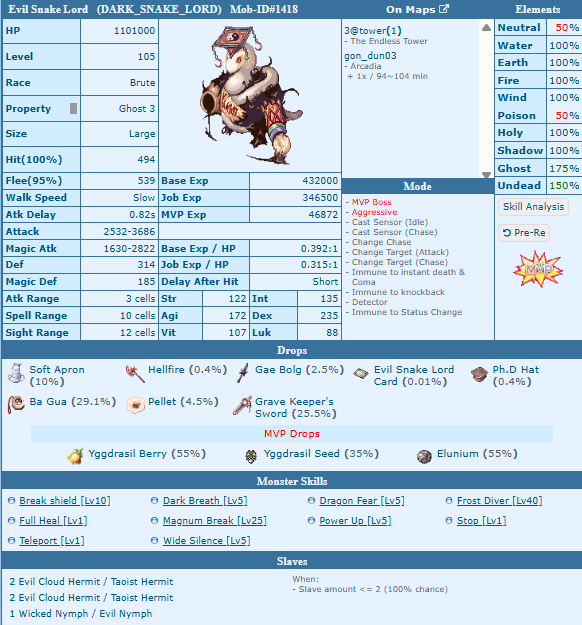 Evil Snake Lord (DARK_SNAKE_LORD) Mob-ID#1418
On Maps
Elements
HP 1101000
Level 105
Race Brute
Property Ghost 3
Size Large
Hit(100%) 494
Flee(95%) 539 Base Exp 432000
Walk Speed Slow Job Exp 346500
Atk Delay 0.82s MVP Exp 46872
Attack 2532-3686
Magic Atk 1630-2822 Base Exp / HP 0.392:1
Def 314 Job Exp / HP 0.315:1
Magic Def 185 Delay After Hit Short
Atk Range 3 cells Str 122 Int 135
Spell Range 10 cells Agi 172 Dex 235
Sight Range 12 cells Vit 107 Luk 88
3@tower(1)
- The Endless Tower
gon_dun03
- Arcadia
+ 1x / 94~104 min
Mode
- MVP Boss
- Aggressive
- Cast Sensor (Idle)
- Cast Sensor (Chase)
- Change Chase
- Change Target (Attack)
- Change Target (Chase)
- Immune to instant death &
Coma
- Immune to knockback
- Detector
- Immune to Status Change
Neutral 50%
Water 100%
Earth 100%
Fire 100%
Wind 100%
Poison 50%
Holy 100%
Shadow 100%
Ghost 175%
Undead 150%
Skill Analysis
Pre-Re
MVP
Drops
Soft Apron
(10%)
Hellfire (0.4%)
Gae Bolg (2.5%)
Evil Snake Lord
Card (0.01%)
Ph.D Hat
(0.4%)
Ba Gua (29.1%)
Pellet (4.5%)
Grave Keeper's
Sword (25.5%)
MVP Drops
Yggdrasil Berry (55%)
Yggdrasil Seed (35%)
Elunium (55%)
Monster Skills
Break shield [Lv10]
Dark Breath [Lv5]
Dragon Fear [Lv5]
Frost Diver [Lv40]
Full Heal [Lv1]
Magnum Break [Lv25]
Power Up [Lv5]
Stop [Lv1]
Teleport [Lv1]
Wide Silence [Lv5]
Slaves
2 Evil Cloud Hermit / Taoist Hermit
2 Evil Cloud Hermit / Taoist Hermit
1 Wicked Nymph / Evil Nymph
When:
- Slave amount <= 2 (100% chance)